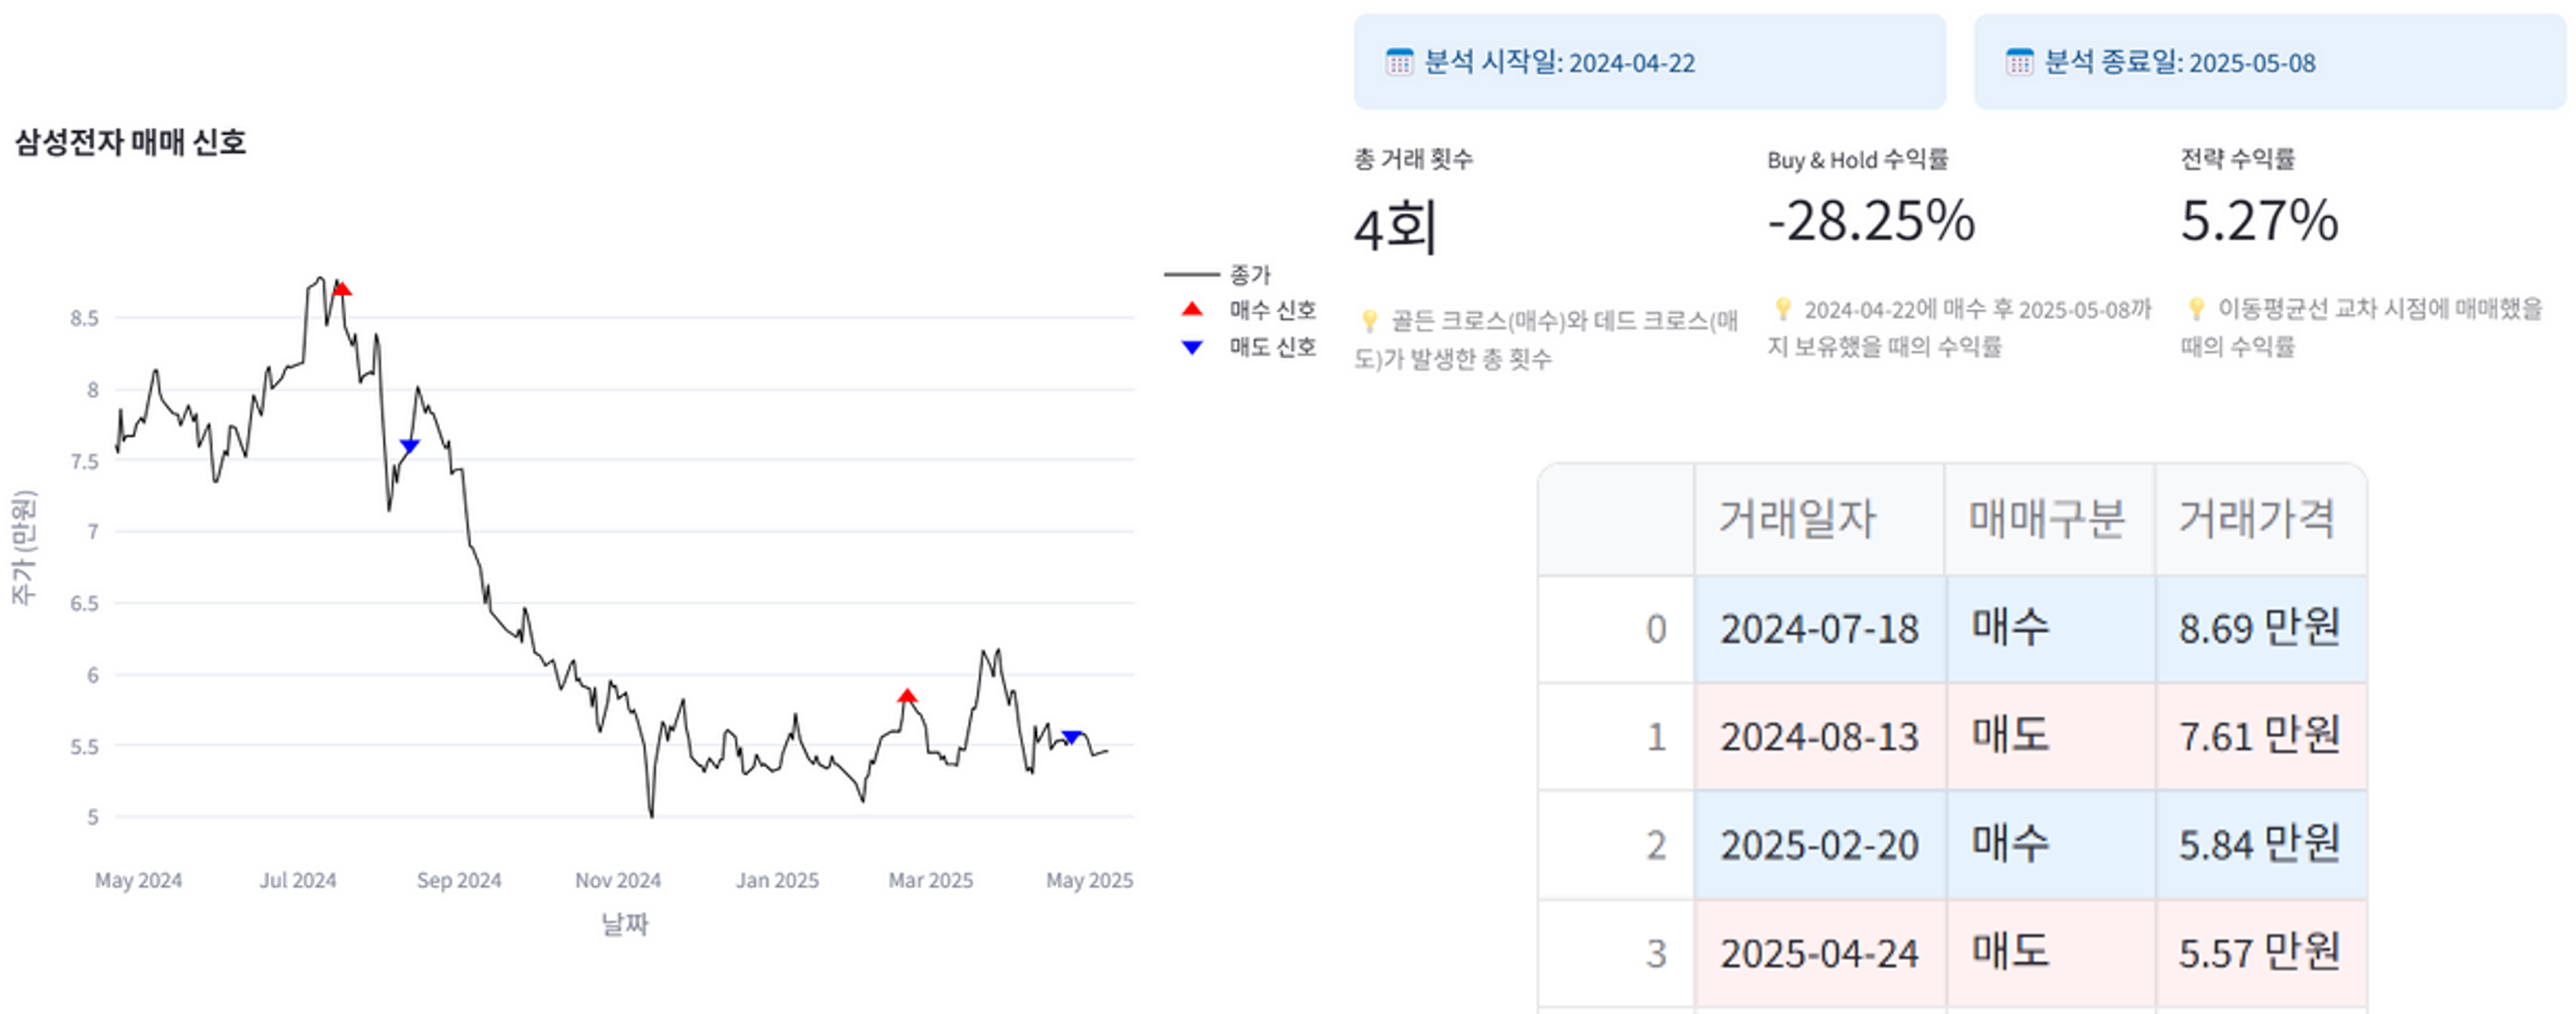 삼성전자 매매 신호
8.5
8
7.5
7
6.5
6
5.5
5
주가 (만원)
May 2024
Jul 2024
Sep 2024
Nov 2024
Jan 2025
Mar 2025
May 2025
날짜
종가
매수 신호
매도 신호
분석 시작일: 2024-04-22
분석 종료일: 2025-05-08
총 거래 횟수
4회
골든 크로스(매수)와 데드 크로스(매
도)가 발생한 총 횟수
Buy & Hold 수익률
-28.25%
2024-04-22에 매수 후 2025-05-08까
지 보유했을 때의 수익률
전략 수익률
5.27%
이동평균선 교차 시점에 매매했을
때의 수익률
거래일자 매매구분 거래가격
0 2024-07-18 매수 8.69 만원
1 2024-08-13 매도 7.61 만원
2 2025-02-20 매수 5.84 만원
3 2025-04-24 매도 5.57 만원